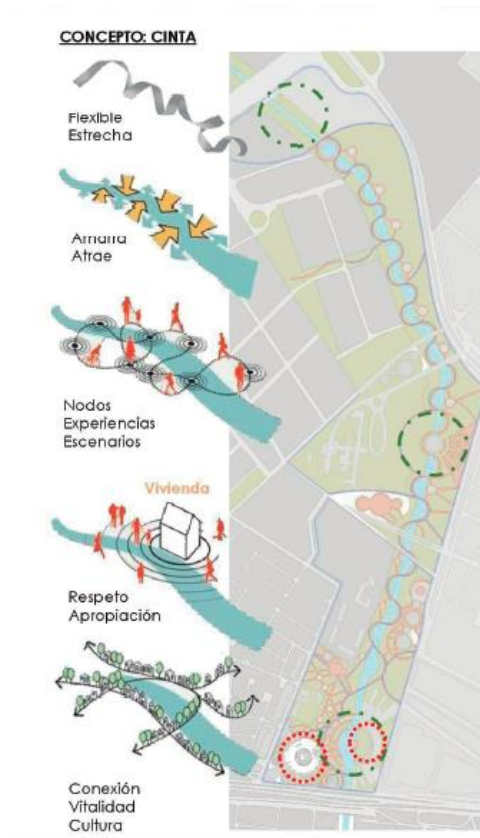 CONCEPTO: CINTA
Flexible
Estrecha
Amarra
Atrae
Nodos
Experiencias
Escenarios
Vivienda
Respeto
Apropiación
Conexión
Vitalidad
Cultura